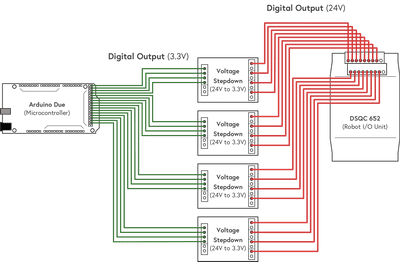 Digital Output (24V)
Digital Output (3.3V)
Arduino Due
(Microcontroller)
Voltage
Stepdown
(24V to 3.3V)
Voltage
Stepdown
(24V to 3.3V)
Voltage
Stepdown
(24V to 3.3V)
Voltage
Stepdown
(24V to 3.3V)
DSQC 652
(Robot I/O Unit)